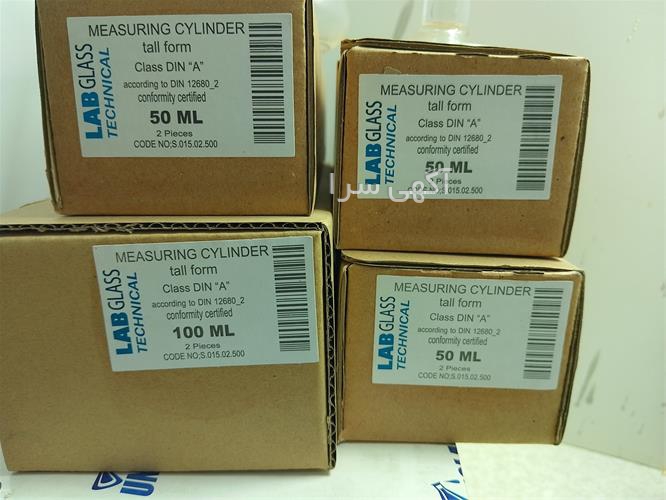 MEASURING CYLINDER
tall form
Class DIN "A"
according to DIN 12680_2
conformity certified
50 ML
2 Pieces
CODE NO;S.015.02.500
LAB GLASS
TECHNICAL
MEASURING CYLINDER
tall form
Class DIN "A"
according to DIN 12680_2
conformity certified
50 ML
2 Pieces
CODE NO;S.015.02.500
LAB GLASS
TECHNICAL
آگهی سرا
MEASURING CYLINDER
tall form
Class DIN "A"
according to DIN 12680_2
conformity certified
100 ML
2 Pieces
CODE NO;S.015.02.500
LAB GLASS
TECHNICAL
MEASURING CYLINDER
tall form
Class DIN "A"
according to DIN 12680_2
conformity certified
50 ML
2 Pieces
CODE NO;S.015.02.500
LAB GLASS
TECHNICAL